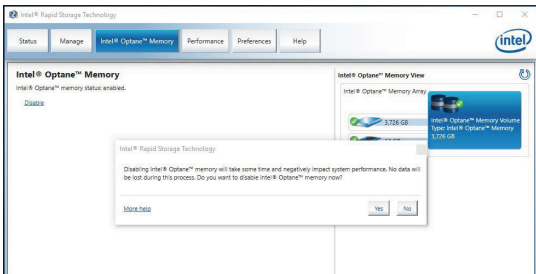 Intel® Rapid Storage Technology
Status
Manage
Intel® Optane™ Memory
Performance
Preferences
Help
intel
Intel® Optane™ Memory
Intel® Optane™ memory status: enabled.
Disable
Intel® Optane™ Memory View
Intel® Optane™ Memory Array
3,726 GB
Intel® Optane™ Memory Volume
Type: Intel® Optane™ Memory
3,726 GB
Intel® Rapid Storage Technology
Disabling Intel® Optane™ memory will take some time and negatively impact system performance. No data will
be lost during this process. Do you want to disable Intel® Optane™ memory now?
More help
Yes
No